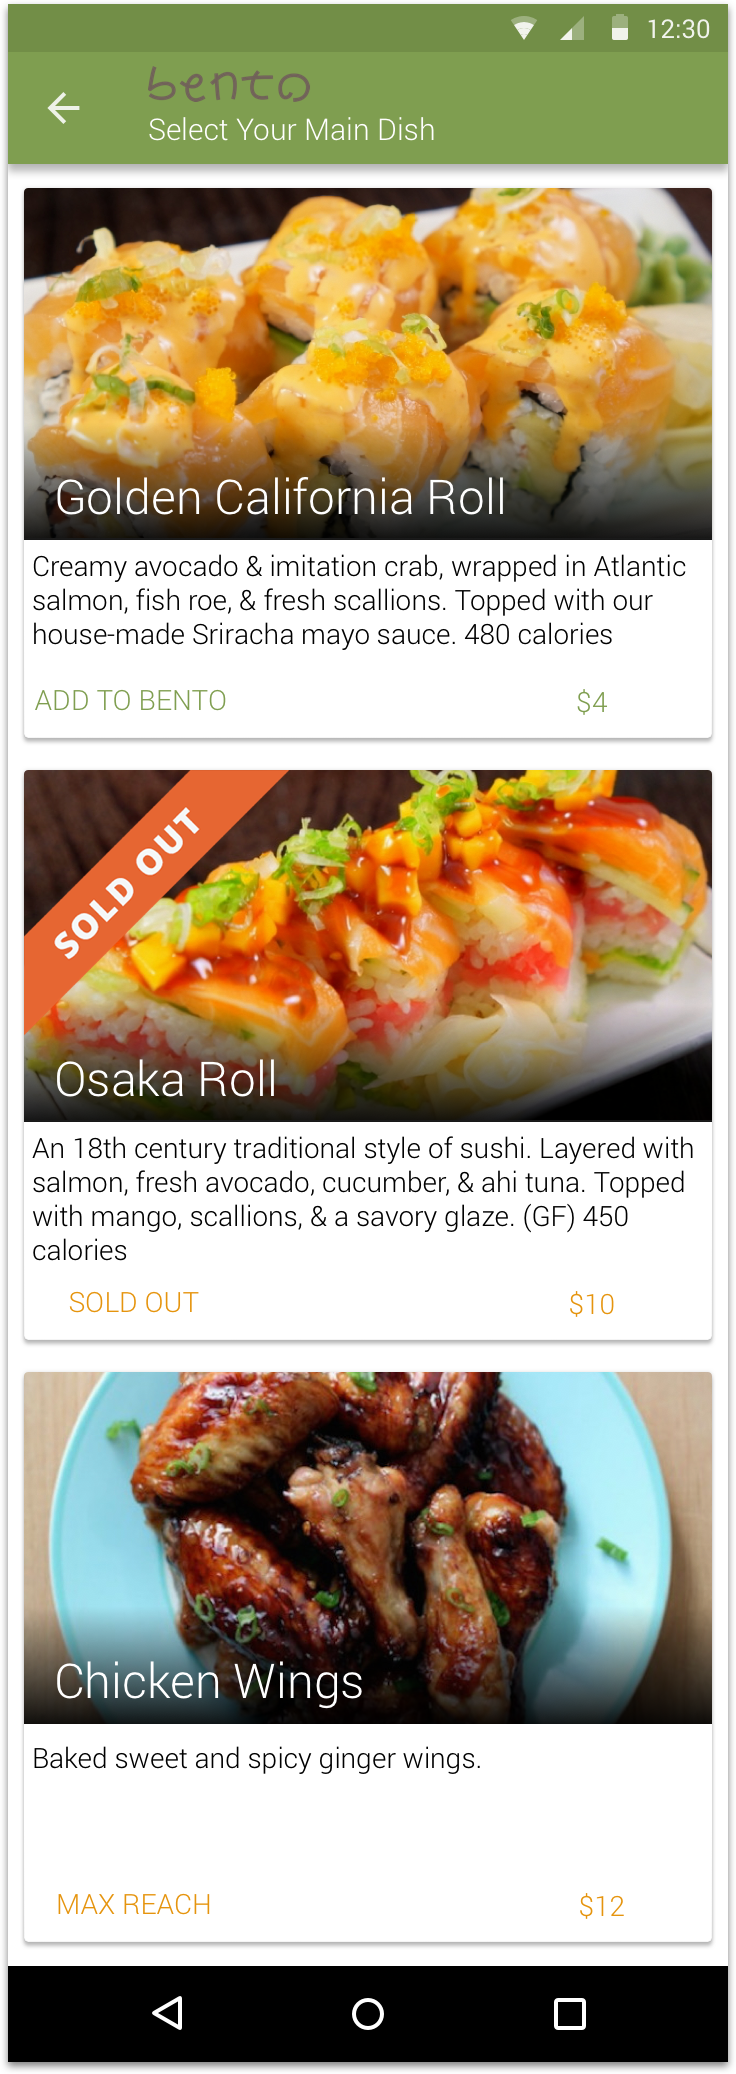 12:30
bento
Select Your Main Dish
Golden California Roll
Creamy avocado & imitation crab, wrapped in Atlantic
salmon, fish roe, & fresh scallions. Topped with our
house-made Sriracha mayo sauce. 480 calories
ADD TO BENTO $4
SOLD OUT
Osaka Roll
An 18th century traditional style of sushi. Layered with
salmon, fresh avocado, cucumber, & ahi tuna. Topped
with mango, scallions, & a savory glaze. (GF) 450
calories
SOLD OUT $10
Chicken Wings
Baked sweet and spicy ginger wings.
MAX REACH $12